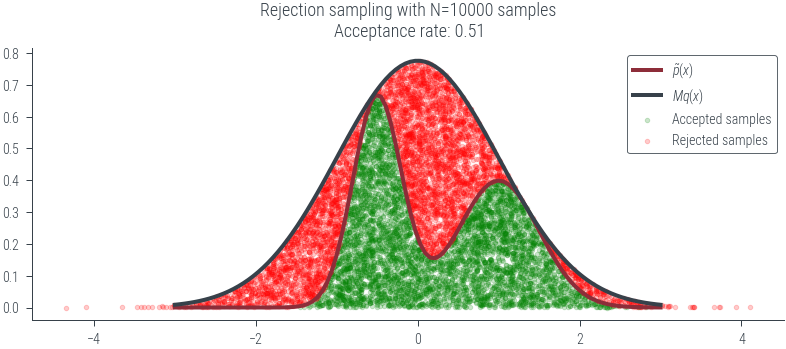 Rejection sampling with N=10000 samples
Acceptance rate: 0.51
0.8
0.7
0.6
0.5
0.4
0.3
0.2
0.1
0.0
−4
−2
0
2
4
p̃(x)
Mq(x)
Accepted samples
Rejected samples